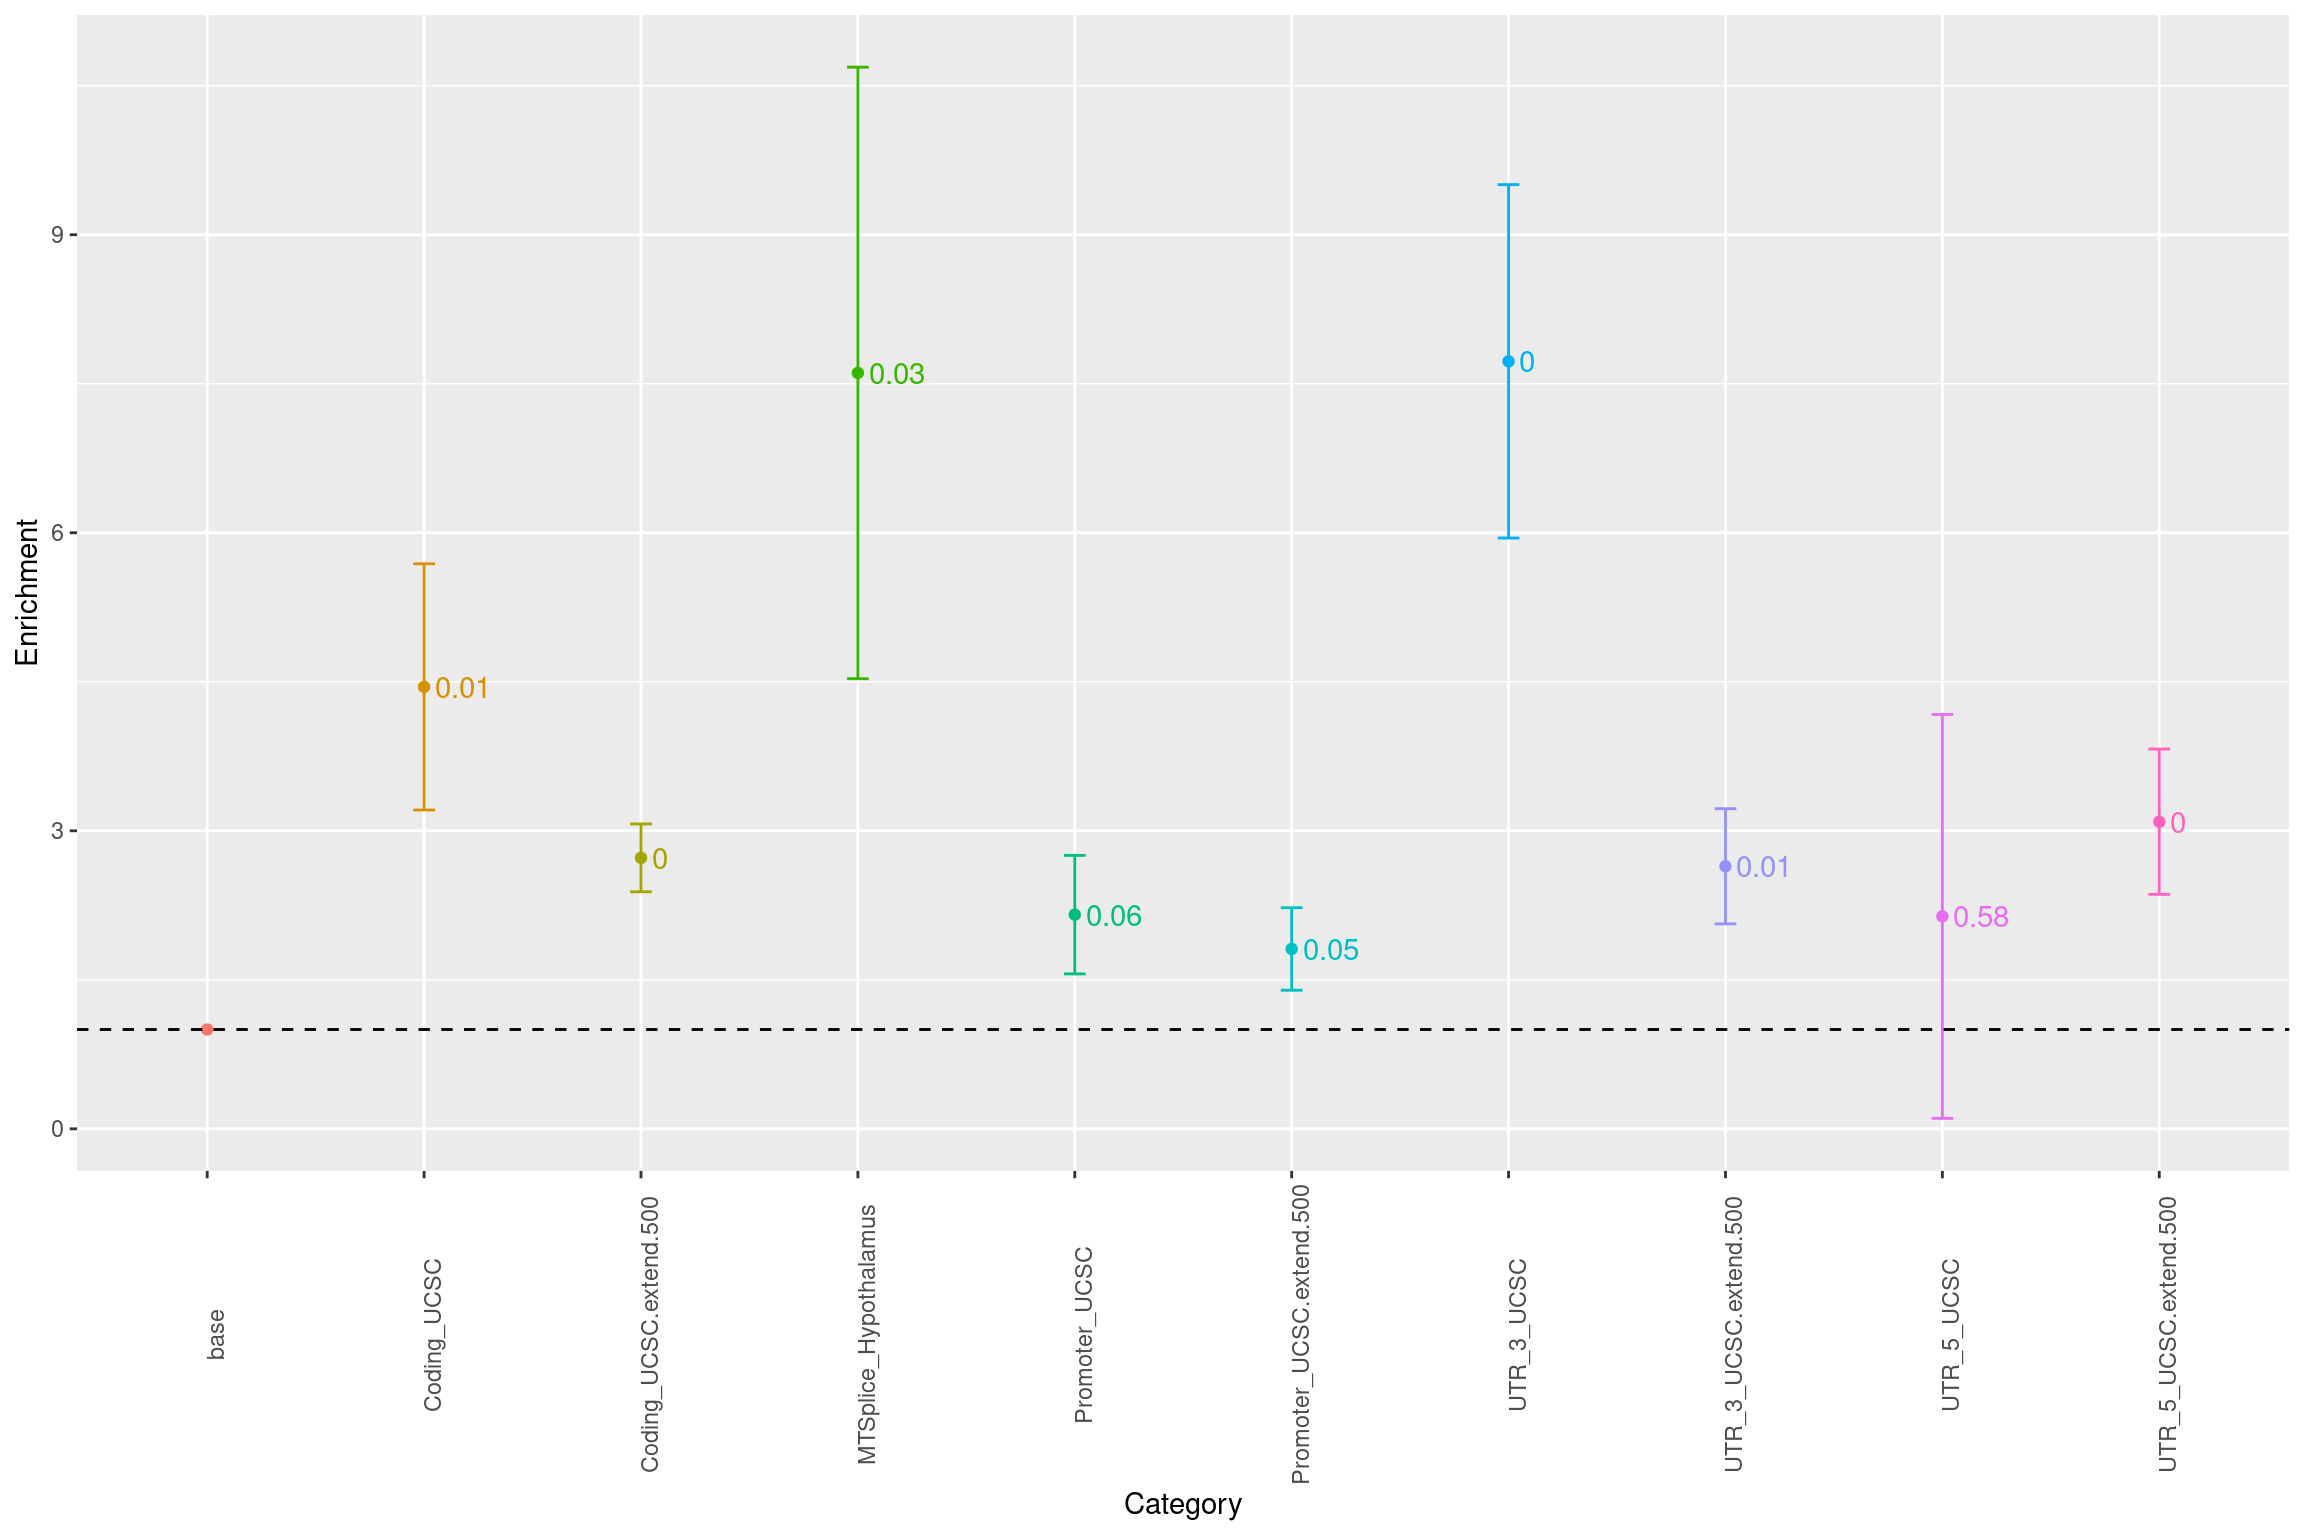 Enrichment
9
6
3
0
0.01
0
0.03
0.06
0.05
0
0.01
0.58
0
base
Coding_UCSC
Coding_UCSC.extend.500
MTSplice_Hypothalamus
Promoter_UCSC
Promoter_UCSC.extend.500
UTR_3_UCSC
UTR_3_UCSC.extend.500
UTR_5_UCSC
UTR_5_UCSC.extend.500
Category